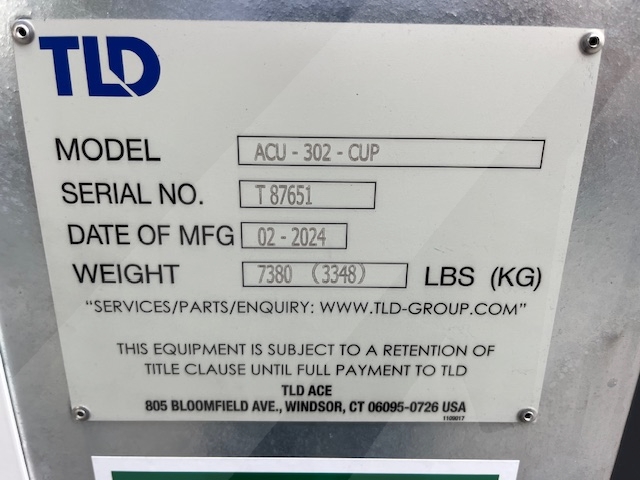 TLD
MODEL ACU - 302 - CUP
SERIAL NO. T 87651
DATE OF MFG 02 - 2024
WEIGHT 7380 (3348) LBS (KG)
"SERVICES/PARTS/ENQUIRY: WWW.TLD-GROUP.COM"
THIS EQUIPMENT IS SUBJECT TO A RETENTION OF
TITLE CLAUSE UNTIL FULL PAYMENT TO TLD
TLD ACE
805 BLOOMFIELD AVE., WINDSOR, CT 06095-0726 USA
1109017